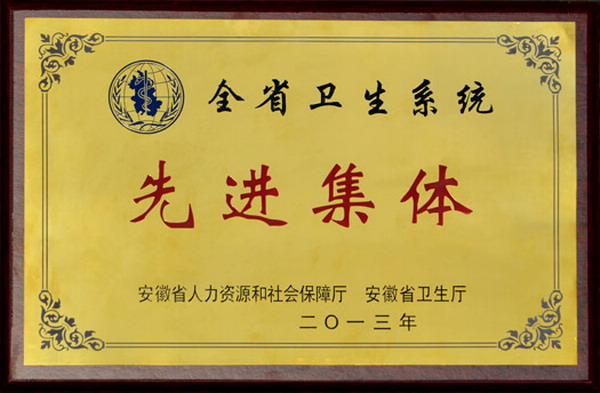 全省卫生系统
先进集体
安徽省人力资源和社会保障厅 安徽省卫生厅
二〇一三年